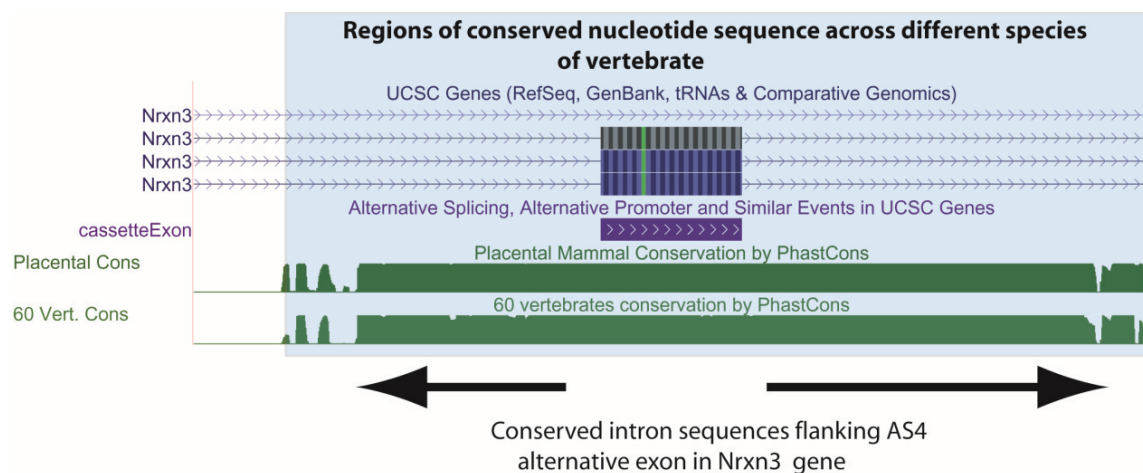 Regions of conserved nucleotide sequence across different species
of vertebrate
UCSC Genes (RefSeq, GenBank, tRNAs & Comparative Genomics)
Nrxn3
Nrxn3
Nrxn3
Nrxn3
Alternative Splicing, Alternative Promoter and Similar Events in UCSC Genes
cassetteExon
Placental Mammal Conservation by PhastCons
Placental Cons
60 vertebrates conservation by PhastCons
60 Vert. Cons
Conserved intron sequences flanking AS4
alternative exon in Nrxn3 gene